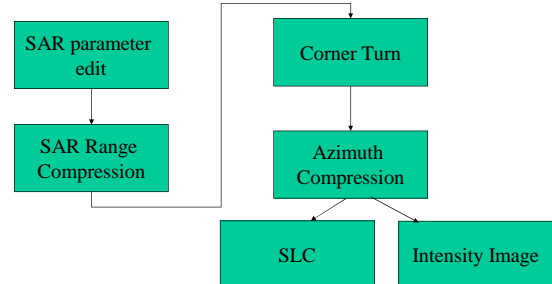 SAR parameter
edit
SAR Range
Compression
Corner Turn
Azimuth
Compression
SLC
Intensity Image